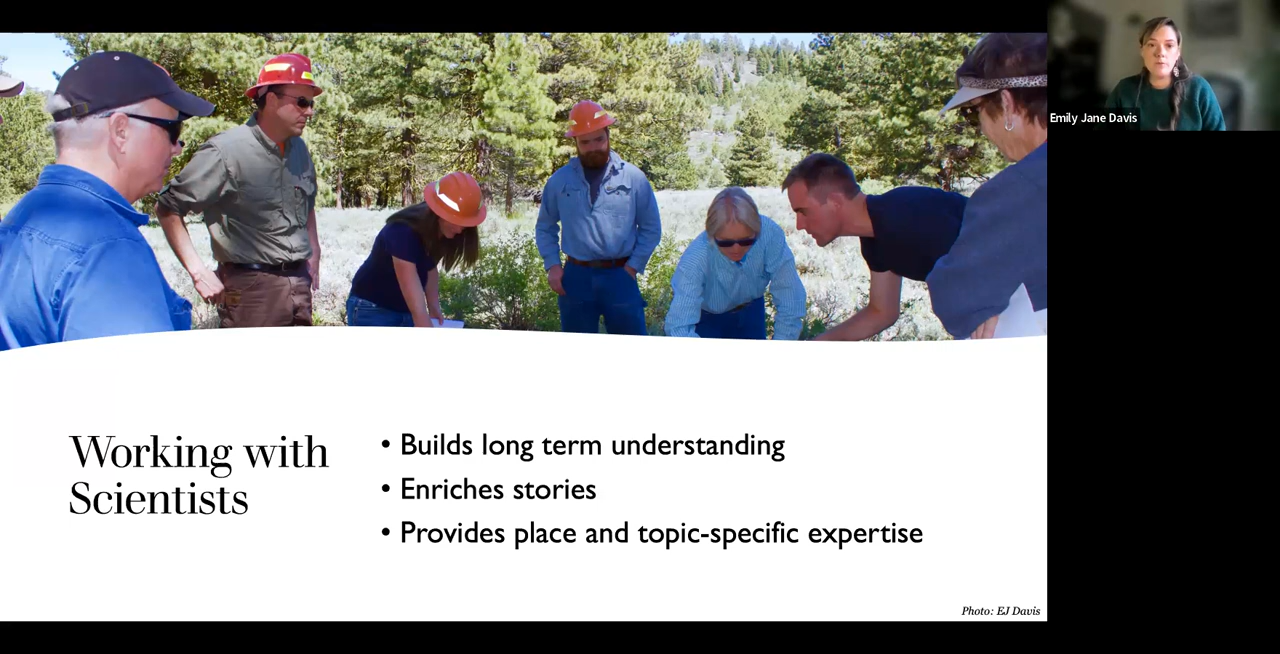 Emily Jane Davis
Working with
Scientists
• Builds long term understanding
• Enriches stories
• Provides place and topic-specific expertise
Photo: EJ Davis